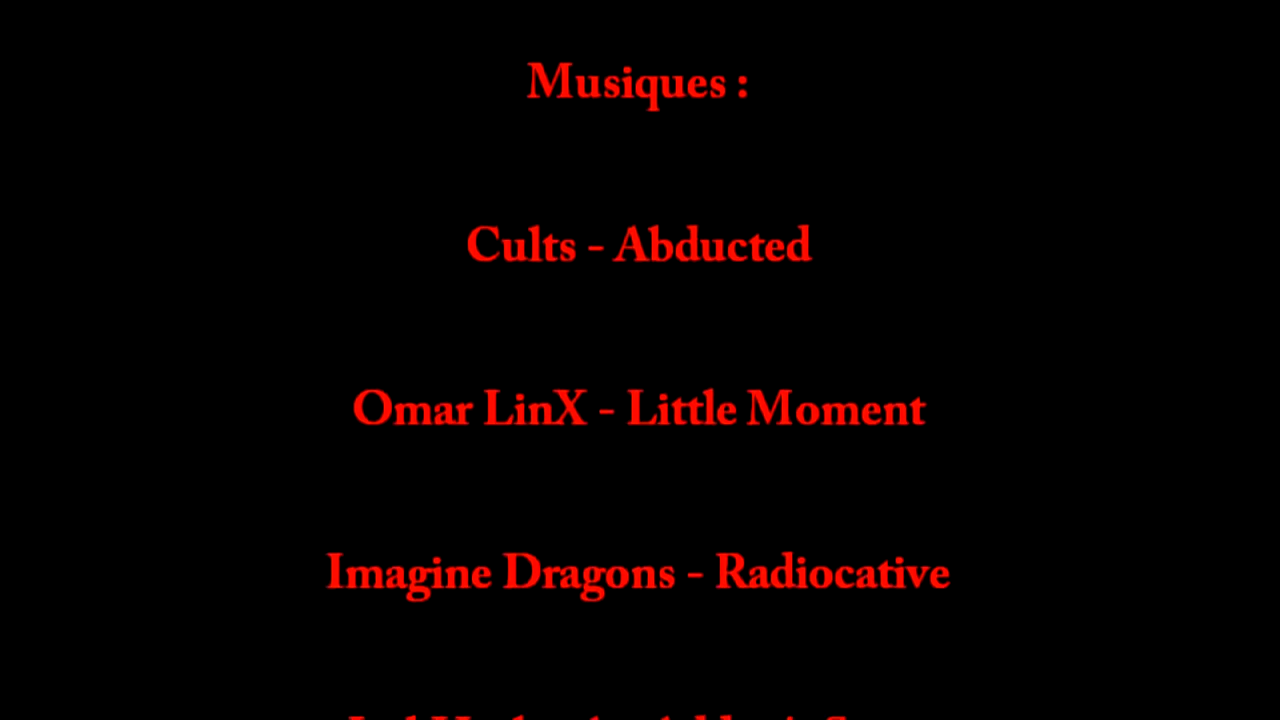 Musiques :
Cults - Abducted
Omar LinX - Little Moment
Imagine Dragons - Radiocative